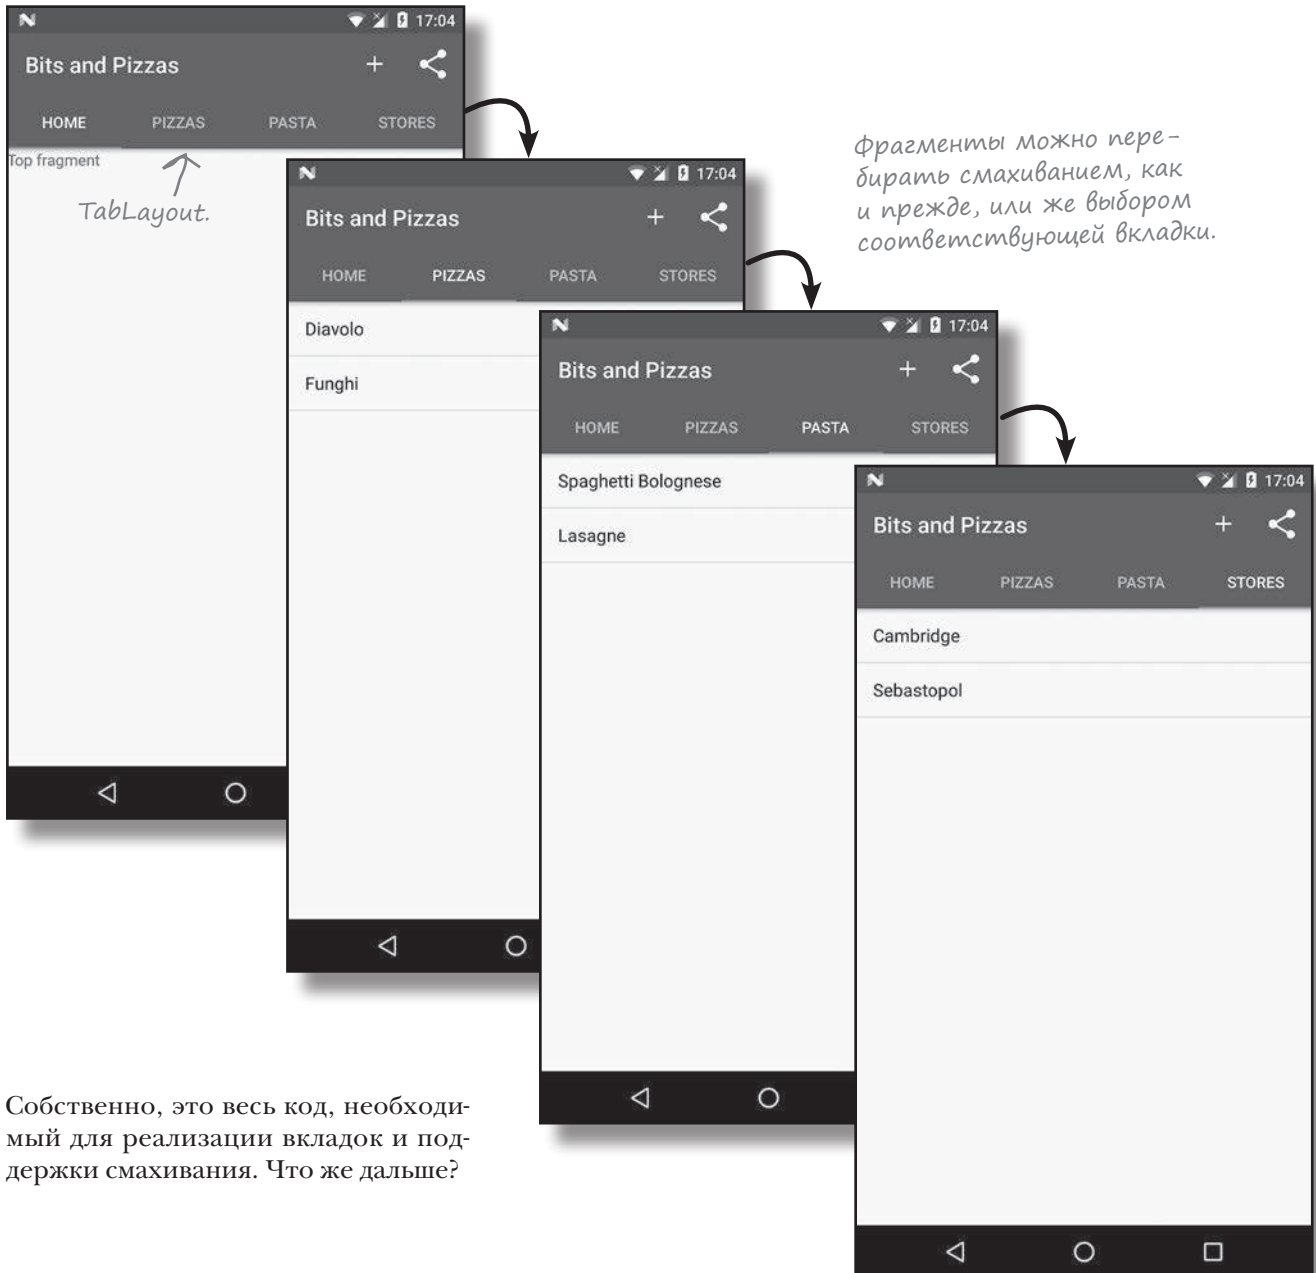 17:04
Bits and Pizzas
HOME PIZZAS PASTA STORES
Top fragment
TabLayout.
17:04
Bits and Pizzas
HOME PIZZAS PASTA STORES
Diavolo
Funghi
Фрагменты можно пере-
бирать смахиванием, как
и прежде, или же выбором
соответствующей вкладки.
17:04
Bits and Pizzas
HOME PIZZAS PASTA STORES
Spaghetti Bolognese
Lasagne
17:04
Bits and Pizzas
HOME PIZZAS PASTA STORES
Cambridge
Sebastopol
Собственно, это весь код, необходи-
мый для реализации вкладок и под-
держки смахивания. Что же дальше?